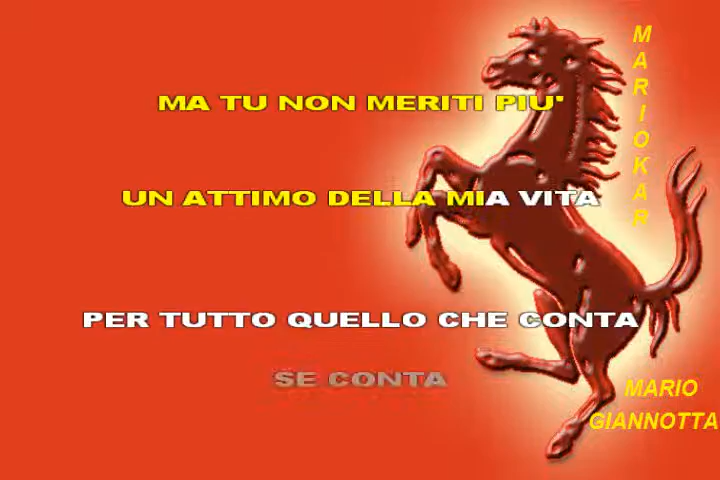 MA TU NON MERITI PIU'
UN ATTIMO DELLA MIA VITA
PER TUTTO QUELLO CHE CONTA
SE CONTA
MARIOKAR
MARIO
GIANNOTTA